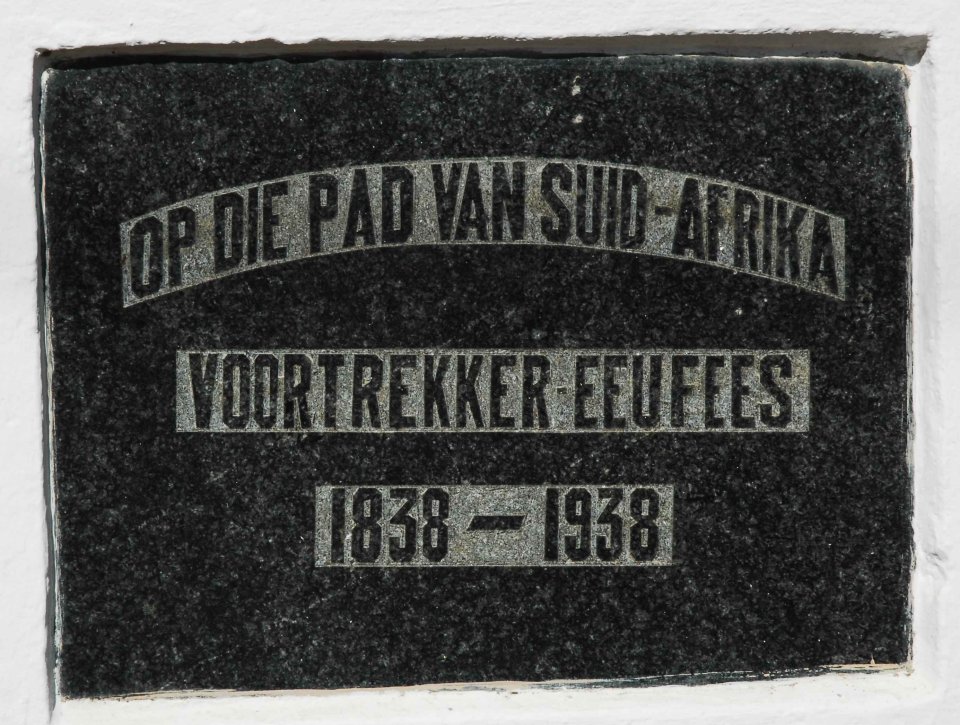 OP DIE PAD VAN SUID-AFRIKA
VOORTREKKER-EEUFEES
1838 — 1938